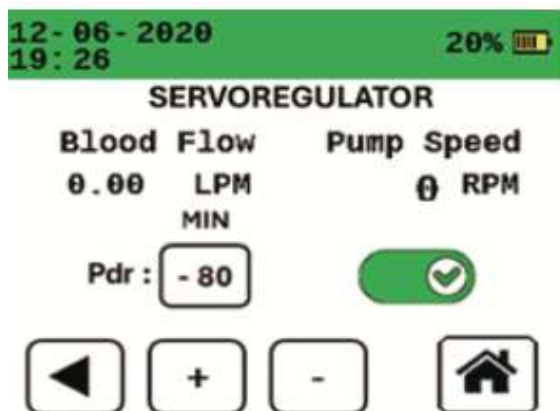 12-06-2020 20%
19:26
SERVOREGULATOR
Blood Flow Pump Speed
0.00 LPM 0 RPM
MIN
Pdr : - 80
+ -